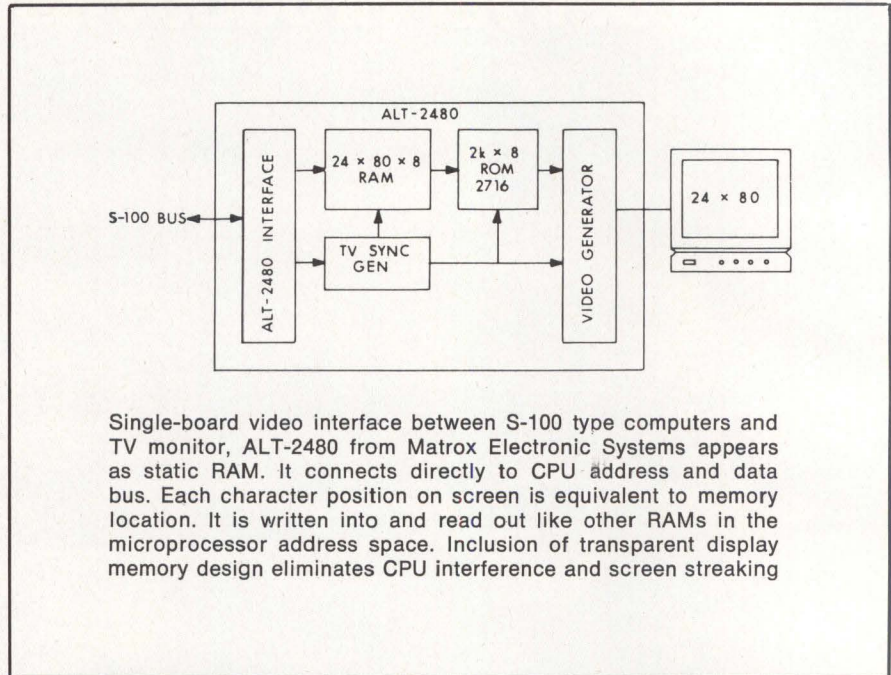 ALT-2480
S-100 BUS
ALT-2480 INTERFACE
24 × 80 × 8
RAM
TV SYNC
GEN
2k × 8
ROM
2716
VIDEO GENERATOR
24 × 80
Single-board video interface between S-100 type computers and
TV monitor, ALT-2480 from Matrox Electronic Systems appears
as static RAM. It connects directly to CPU address and data
bus. Each character position on screen is equivalent to memory
location. It is written into and read out like other RAMs in the
microprocessor address space. Inclusion of transparent display
memory design eliminates CPU interference and screen streaking